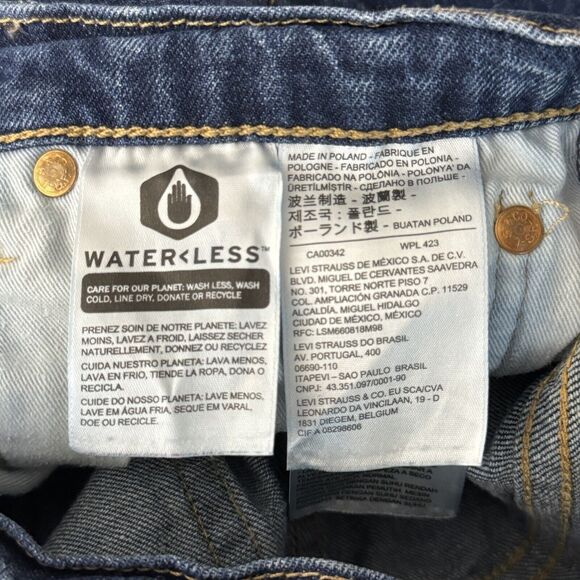 WATER<LESS™
CARE FOR OUR PLANET: WASH LESS, WASH
COLD, LINE DRY, DONATE OR RECYCLE
PRENEZ SOIN DE NOTRE PLANETE: LAVEZ
MOINS, LAVEZ A FROID, LAISSEZ SECHER
NATURELLEMENT, DONNEZ OU RECYCLEZ
CUIDA NUESTRO PLANETA: LAVA MENOS,
LAVA EN FRIO, TIENDE LA ROPA, DONA O
RECICLA.
CUIDE DO NOSSO PLANETA: LAVE MENOS,
LAVE EM ÁGUA FRIA, SEQUE EM VARAL,
DOE OU RECICLE.
MADE IN POLAND - FABRIQUE EN
POLOGNE - FABRICADO EN POLONIA -
FABRICADO NA POLÔNIA - POLONYA' DA
ÜRETİLMİŞTİR - СДЕЛАНО В ПОЛЬШЕ -
波兰制造 - 波蘭製 -
제조국 : 폴란드 -
ポーランド製 - BUATAN POLAND
CA00342 WPL 423
LEVI STRAUSS DE MÉXICO S.A. DE C.V.
BLVD. MIGUEL DE CERVANTES SAAVEDRA
NO. 301, TORRE NORTE PISO 7
COL. AMPLIACIÓN GRANADA C.P. 11529
ALCALDÍA. MIGUEL HIDALGO
CIUDAD DE MÉXICO, MÉXICO
RFC: LSM660818M98
LEVI STRAUSS DO BRASIL
AV. PORTUGAL, 400
06690-110
ITAPEVI - SAO PAULO BRASIL
CNPJ: 43.351.097/0001-90
LEVI STRAUSS & CO. EU SCA/CVA
LEONARDO DA VINCILAAN, 19 - D
1831 DIEGEM, BELGIUM
CIF A 08298606